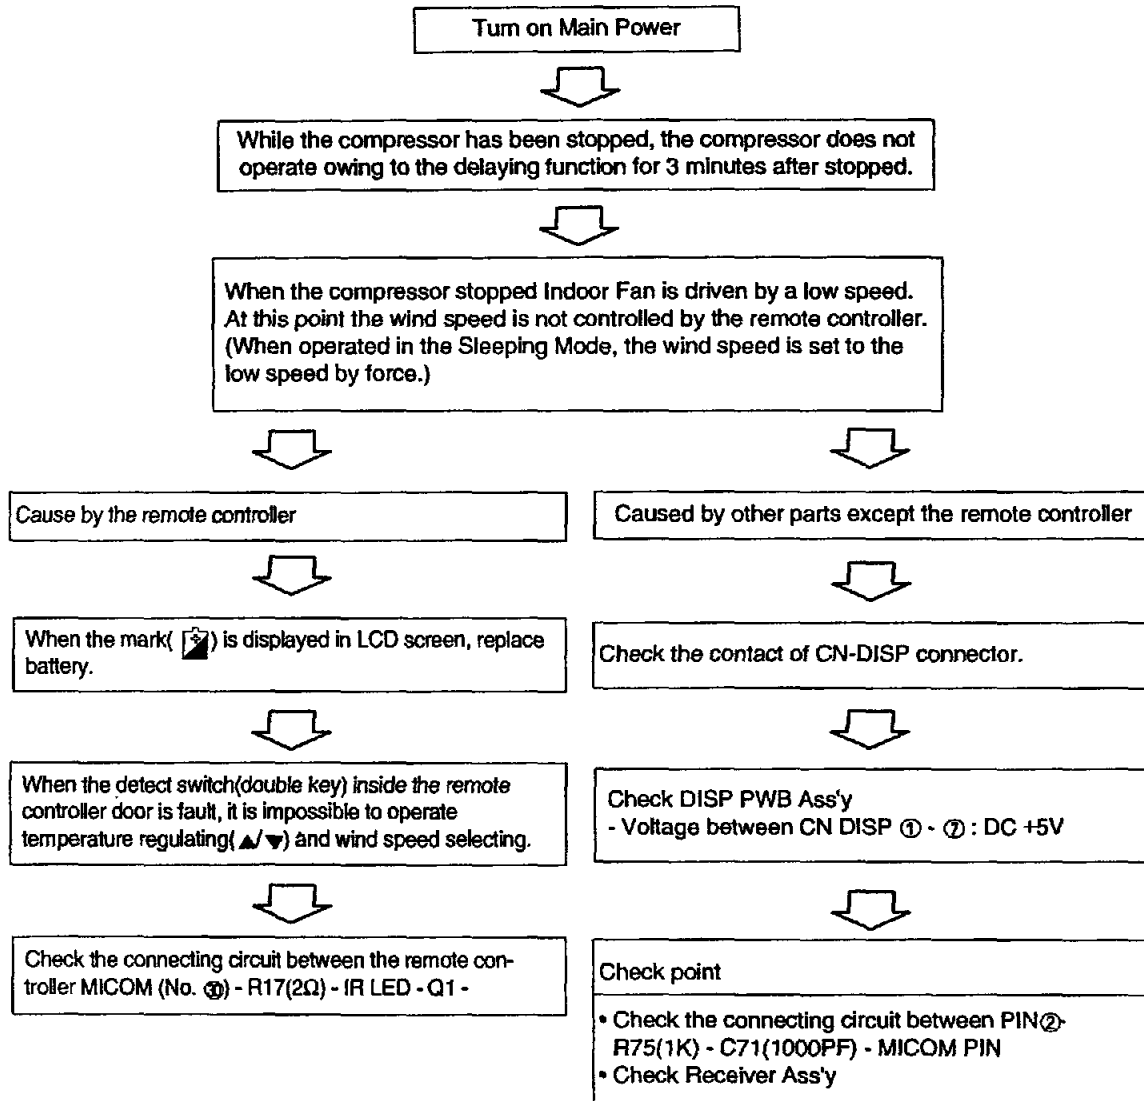 Turn on Main Power
While the compressor has been stopped, the compressor does not
operate owing to the delaying function for 3 minutes after stopped.
When the compressor stopped Indoor Fan is driven by a low speed.
At this point the wind speed is not controlled by the remote controller.
(When operated in the Sleeping Mode, the wind speed is set to the
low speed by force.)
Cause by the remote controller
When the mark( ) is displayed in LCD screen, replace
battery.
When the detect switch(double key) inside the remote
controller door is fault, it is impossible to operate
temperature regulating(▲/▼) and wind speed selecting.
Check the connecting circuit between the remote con-
troller MICOM (No. ㉚) - R17(2Ω) - IR LED - Q1 -
Caused by other parts except the remote controller
Check the contact of CN-DISP connector.
Check DISP PWB Ass'y
- Voltage between CN DISP ① - ⑦ : DC +5V
Check point
• Check the connecting circuit between PIN②-
R75(1K) - C71(1000PF) - MICOM PIN
• Check Receiver Ass'y